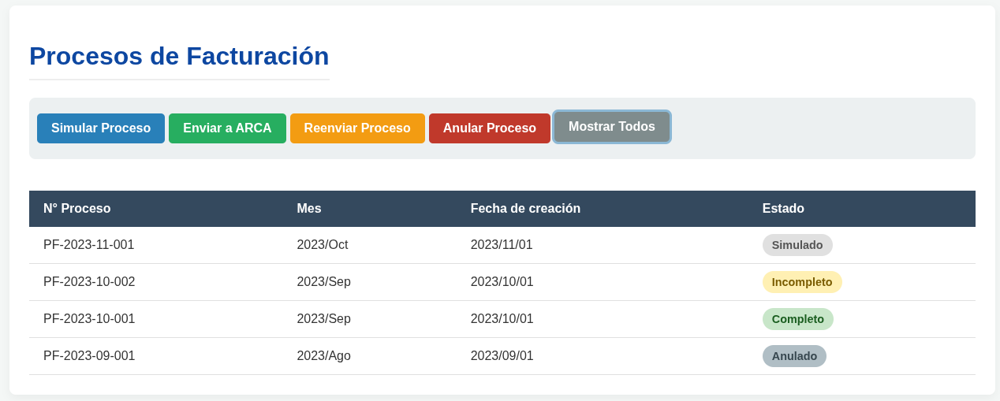 Procesos de Facturación
Simular Proceso Enviar a ARCA Reenviar Proceso Anular Proceso Mostrar Todos
N° Proceso Mes Fecha de creación Estado
PF-2023-11-001 2023/Oct 2023/11/01 Simulado
PF-2023-10-002 2023/Sep 2023/10/01 Incompleto
PF-2023-10-001 2023/Sep 2023/10/01 Completo
PF-2023-09-001 2023/Ago 2023/09/01 Anulado